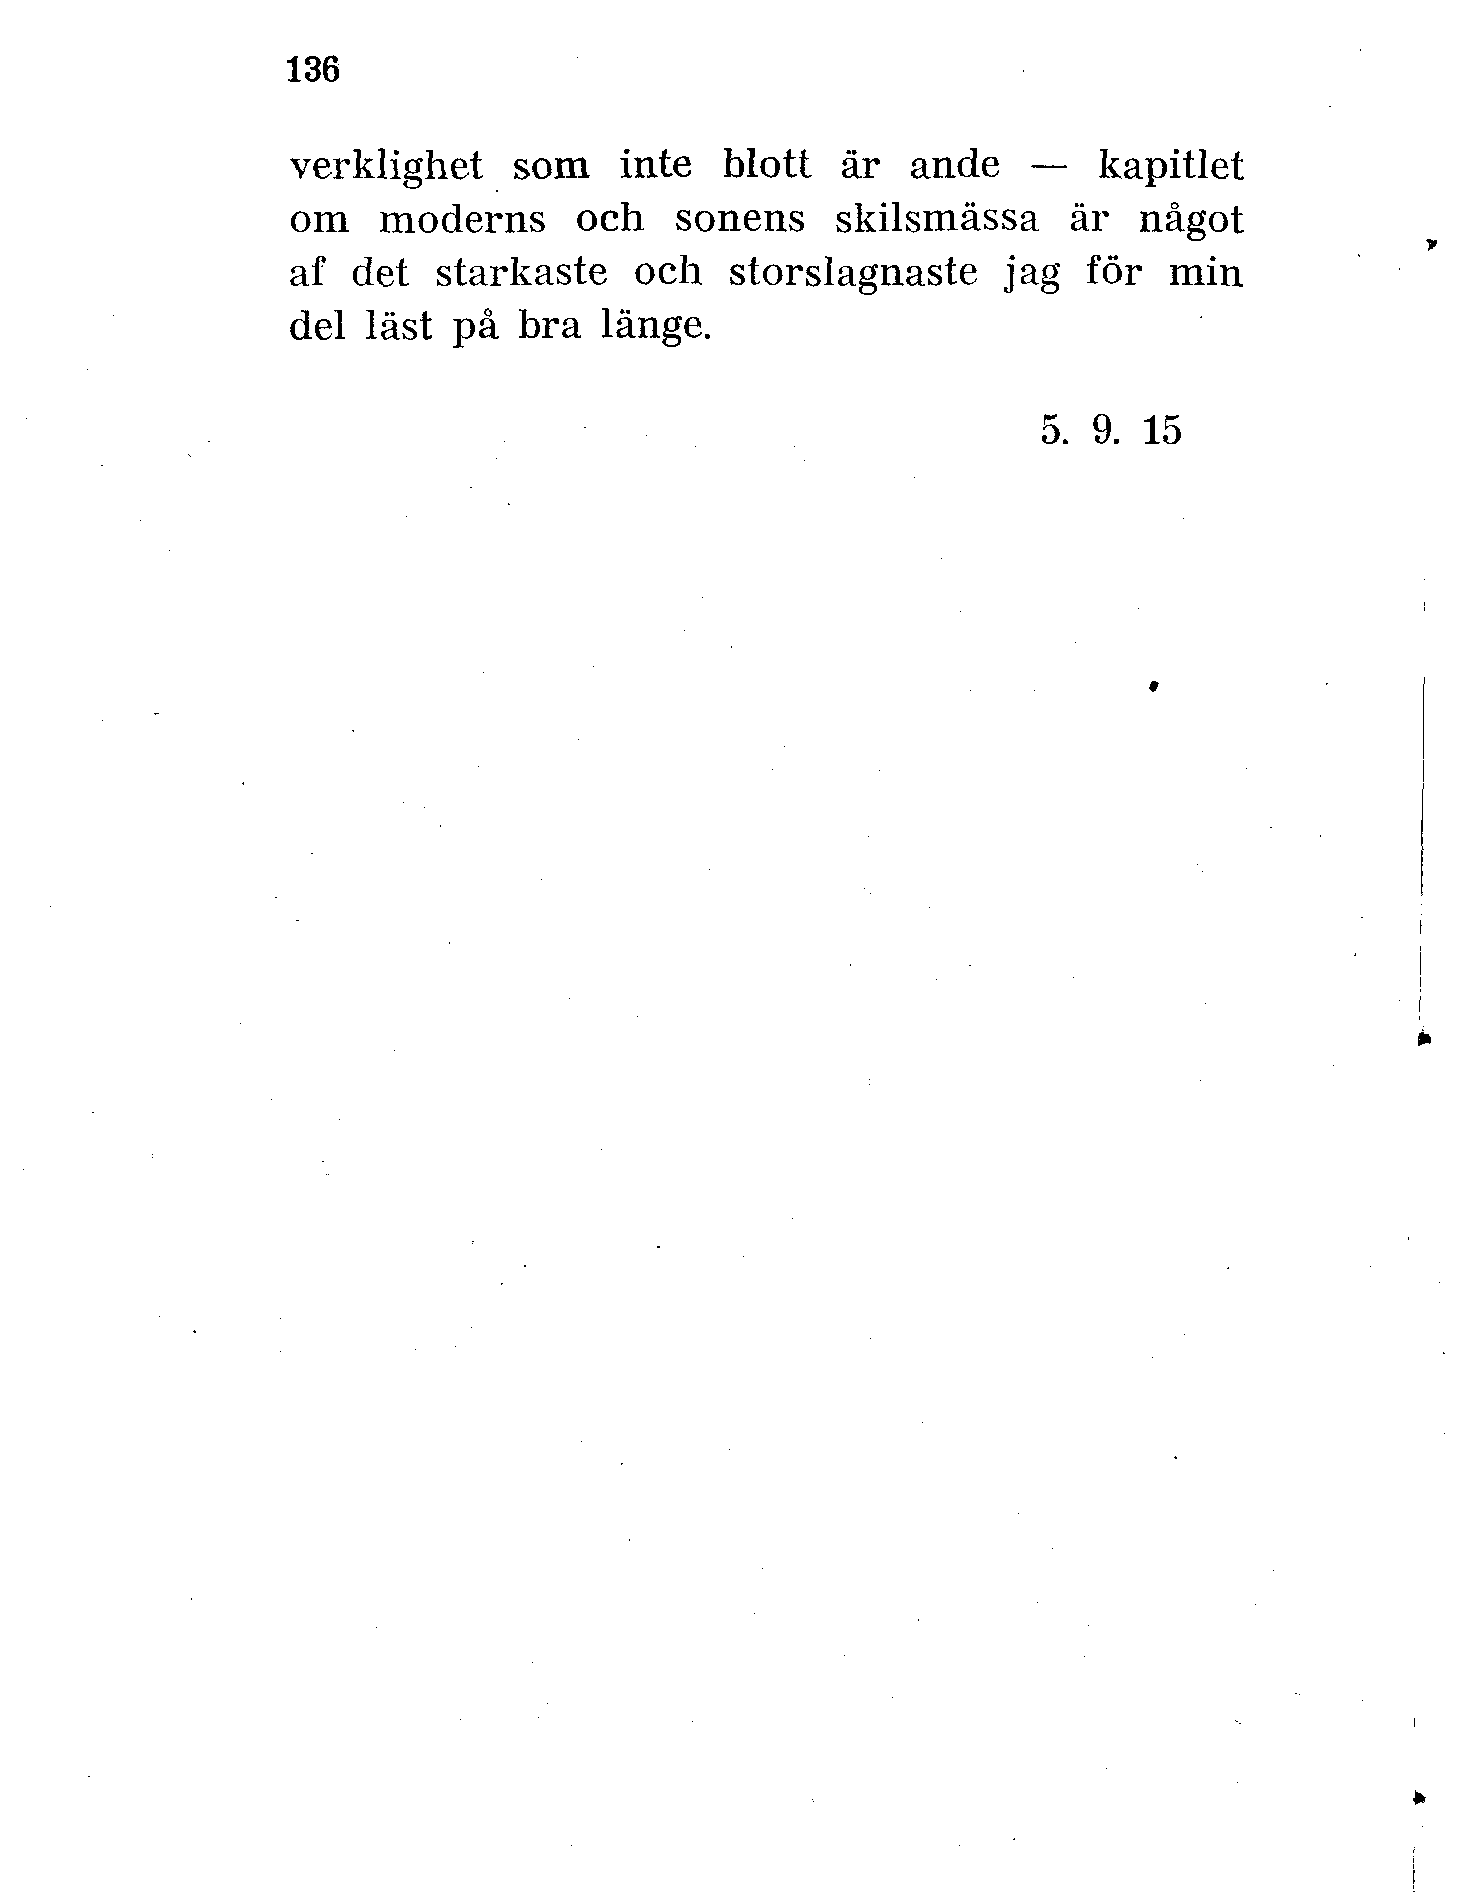 136
verklighet som inte blott är ande — kapitlet
om moderns och sonens skilsmässa är något
af det starkaste och storslagnaste jag för min
del läst på bra länge.
5. 9. 15